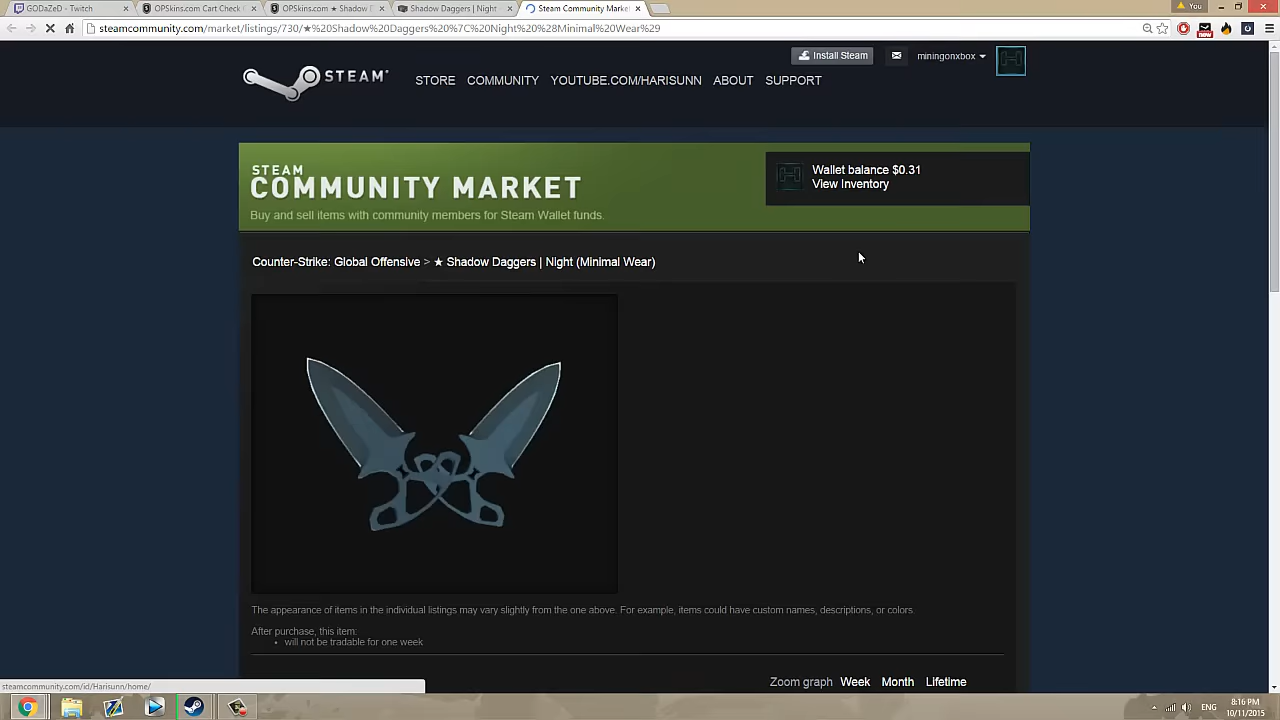 GODaZeD - Twitch
OPSkins.com Cart Check
OPSkins.com ★ Shadow D
Shadow Daggers | Night
Steam Community Marke
You
steamcommunity.com/market/listings/730/★%20Shadow%20Daggers%20%7C%20Night%20%28Minimal%20Wear%29
Install Steam
miningonxbox
STEAM
STORE COMMUNITY YOUTUBE.COM/HARISUNN ABOUT SUPPORT
STEAM
COMMUNITY MARKET
Buy and sell items with community members for Steam Wallet funds.
Wallet balance $0.31
View Inventory
Counter-Strike: Global Offensive > ★ Shadow Daggers | Night (Minimal Wear)
The appearance of items in the individual listings may vary slightly from the one above. For example, items could have custom names, descriptions, or colors.
After purchase, this item:
• will not be tradable for one week
Zoom graph Week Month Lifetime
steamcommunity.com/id/Harisunn/home/
ENG
8:16 PM
10/11/2015